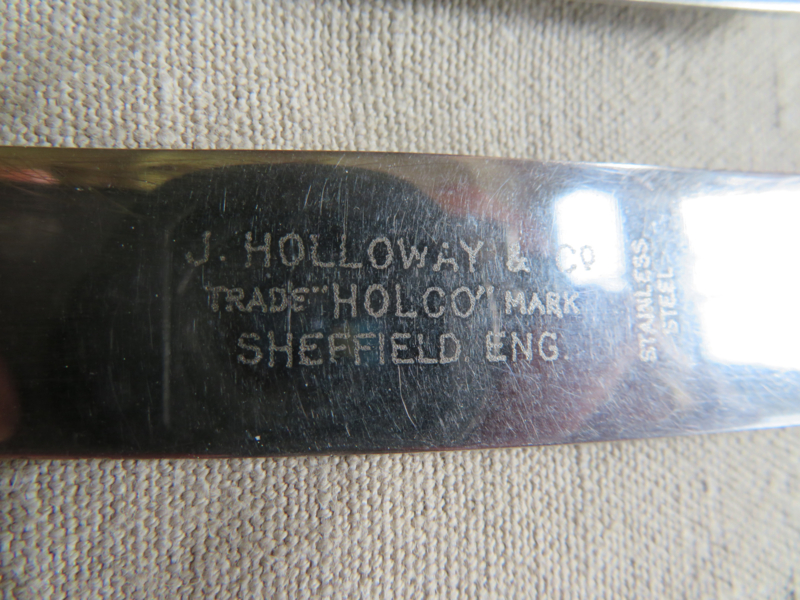 J. HOLLOWAY & Co
TRADE "HOLCO" MARK
SHEFFIELD. ENG.
STAINLESS
STEEL